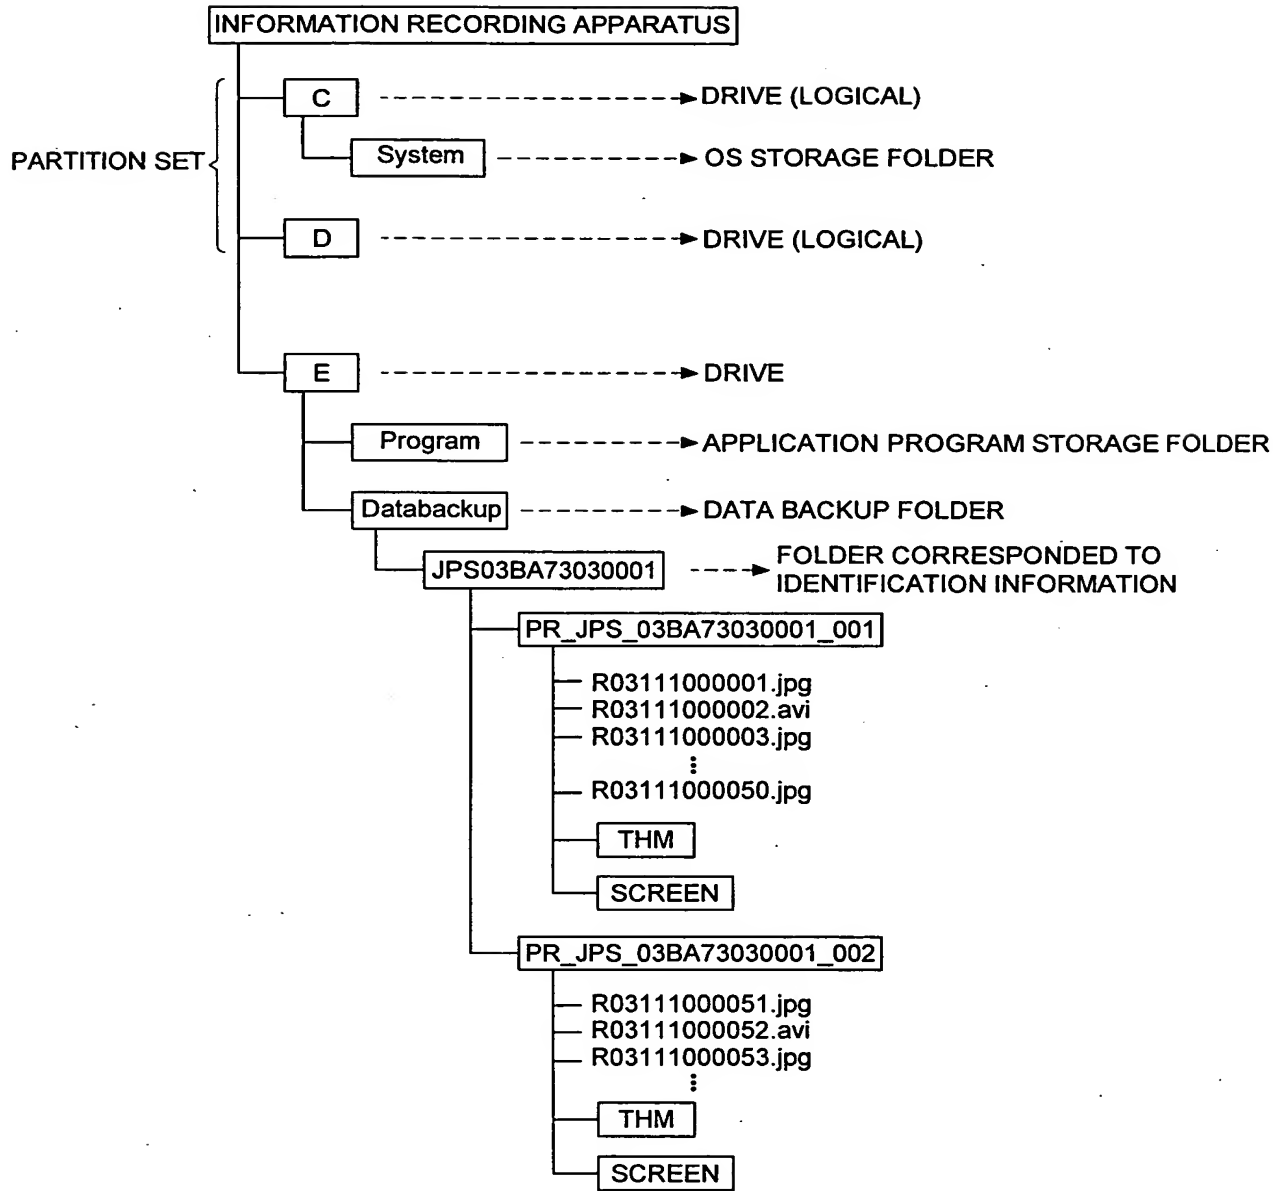 INFORMATION RECORDING APPARATUS
C
DRIVE (LOGICAL)
PARTITION SET
System
OS STORAGE FOLDER
D
DRIVE (LOGICAL)
E
DRIVE
Program
APPLICATION PROGRAM STORAGE FOLDER
Databackup
DATA BACKUP FOLDER
JPS03BA73030001
FOLDER CORRESPONDED TO
IDENTIFICATION INFORMATION
PR_JPS_03BA73030001_001
R03111000001.jpg
R03111000002.avi
R03111000003.jpg
R03111000050.jpg
THM
SCREEN
PR_JPS_03BA73030001_002
R03111000051.jpg
R03111000052.avi
R03111000053.jpg
THM
SCREEN